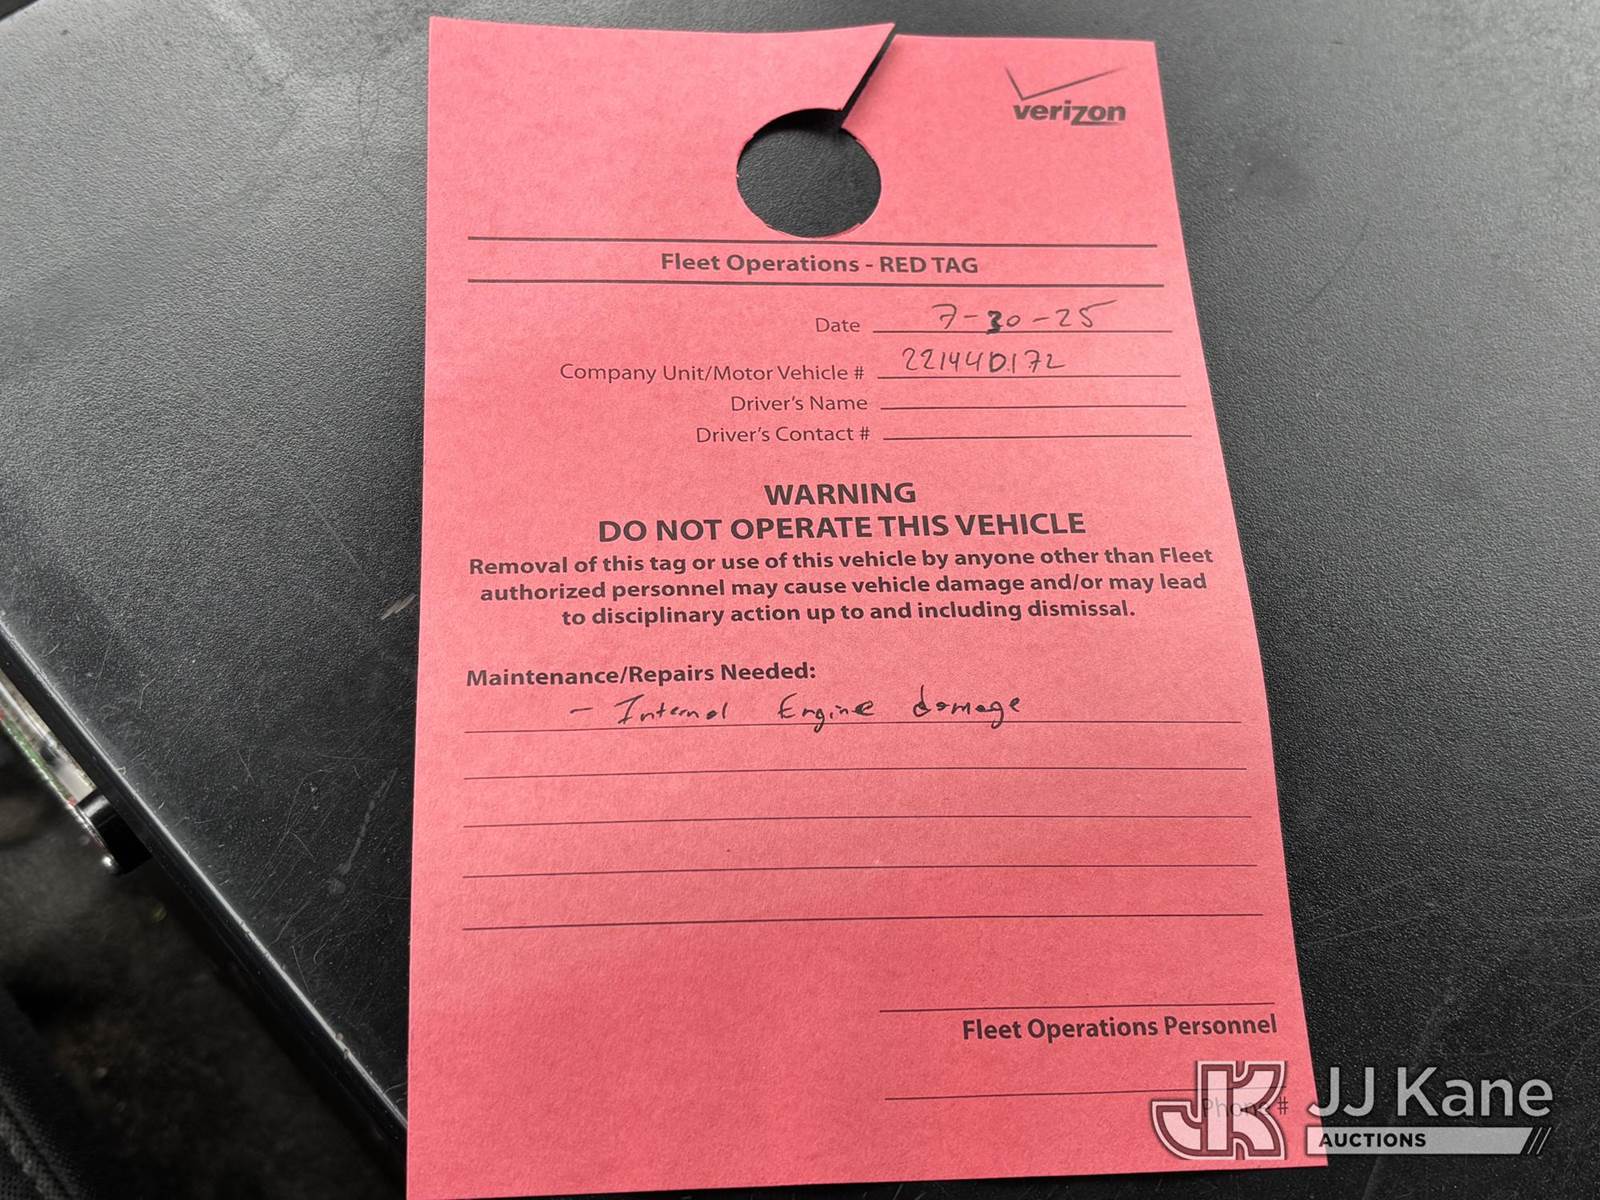 verizon
Fleet Operations - RED TAG
Date 7-30-25
Company Unit/Motor Vehicle # 221440172
Driver's Name
Driver's Contact #
WARNING
DO NOT OPERATE THIS VEHICLE
Removal of this tag or use of this vehicle by anyone other than Fleet
authorized personnel may cause vehicle damage and/or may lead
to disciplinary action up to and including dismissal.
Maintenance/Repairs Needed:
- Internal Engine damage
Fleet Operations Personnel
Phone #
JK JJ Kane
AUCTIONS